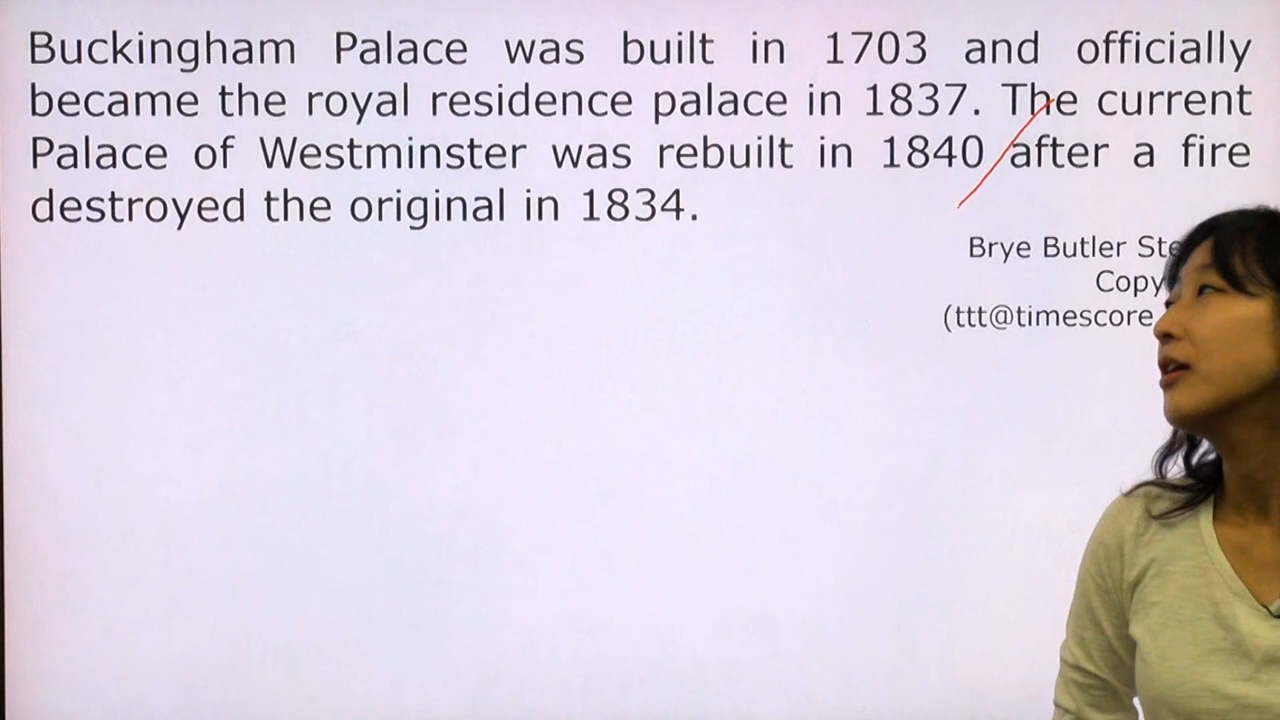 Buckingham Palace was built in 1703 and officially
became the royal residence palace in 1837. The current
Palace of Westminster was rebuilt in 1840 after a fire
destroyed the original in 1834.
Brye Butler
(ttt@timescore